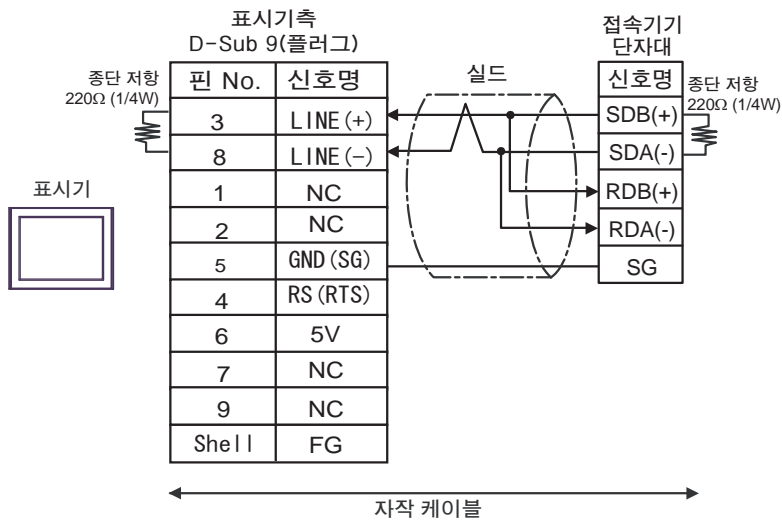 표시기측
D-Sub 9(플러그)
접속기기
단자대
종단 저항
220Ω (1/4W)
핀 No. 신호명
실드
신호명
종단 저항
220Ω (1/4W)
3 LINE(+) SDB(+)
8 LINE(-) SDA(-)
표시기
1 NC RDB(+)
2 NC RDA(-)
5 GND(SG) SG
4 RS(RTS)
6 5V
7 NC
9 NC
Shell FG
자작 케이블